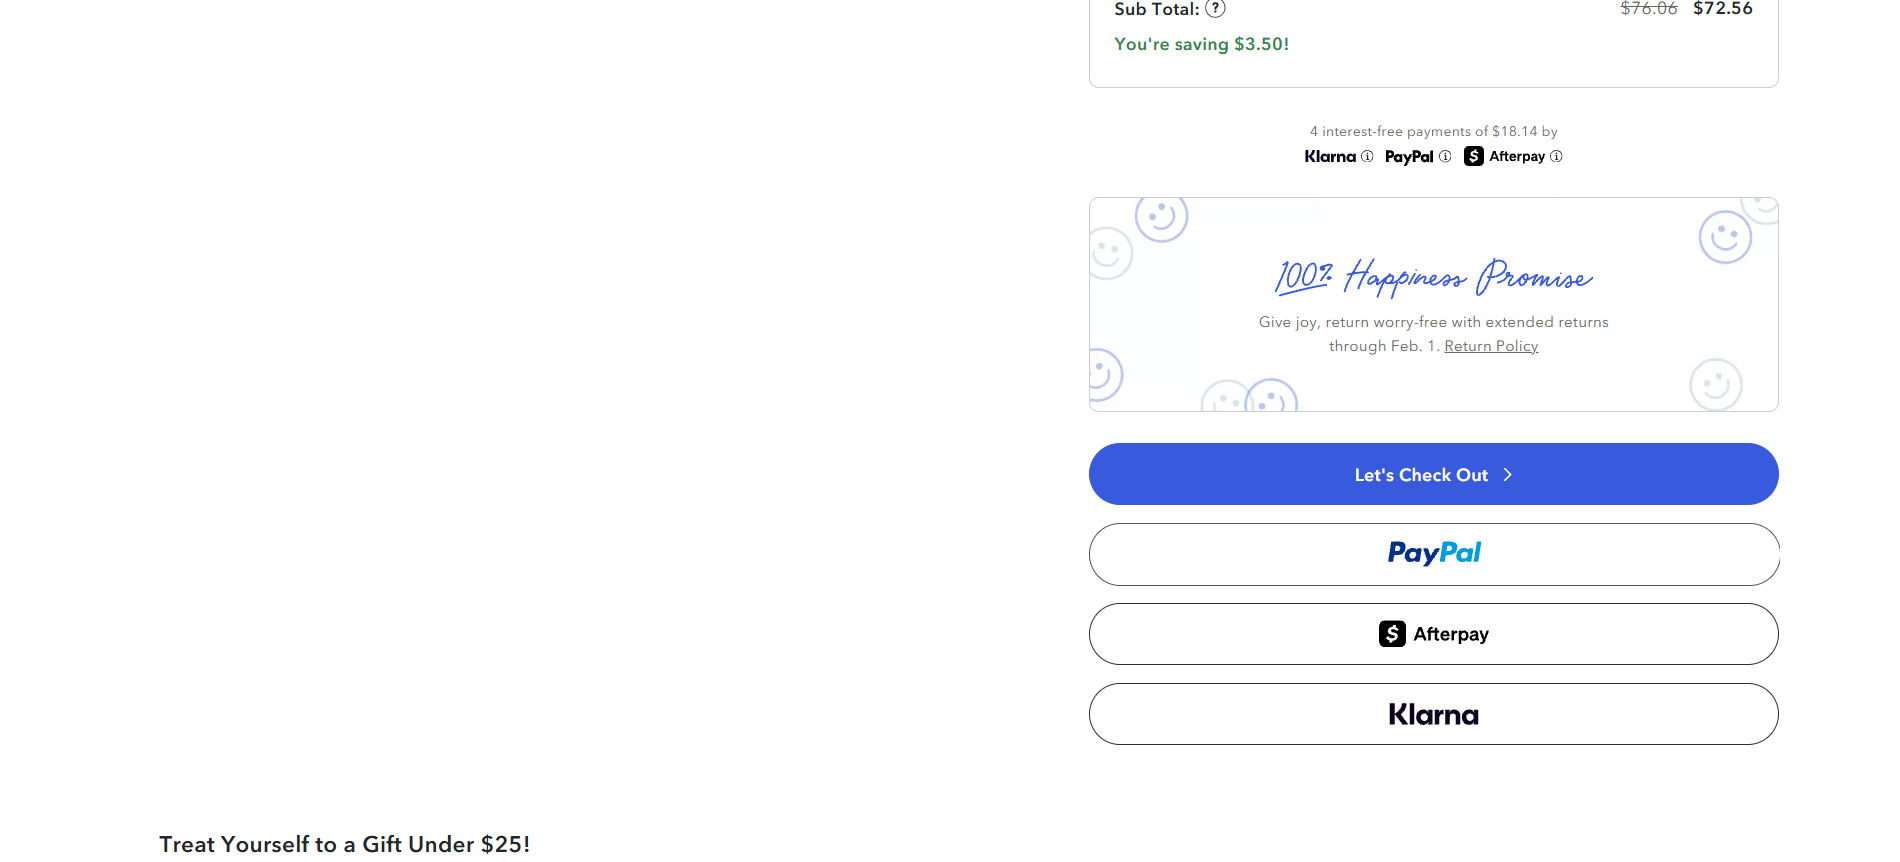 Sub Total: ? $76.06 $72.56
You're saving $3.50!
4 interest-free payments of $18.14 by
Klarna PayPal Afterpay
100% Happiness Promise
Give joy, return worry-free with extended returns
through Feb. 1. Return Policy
Let's Check Out
PayPal
Afterpay
Klarna
Treat Yourself to a Gift Under $25!